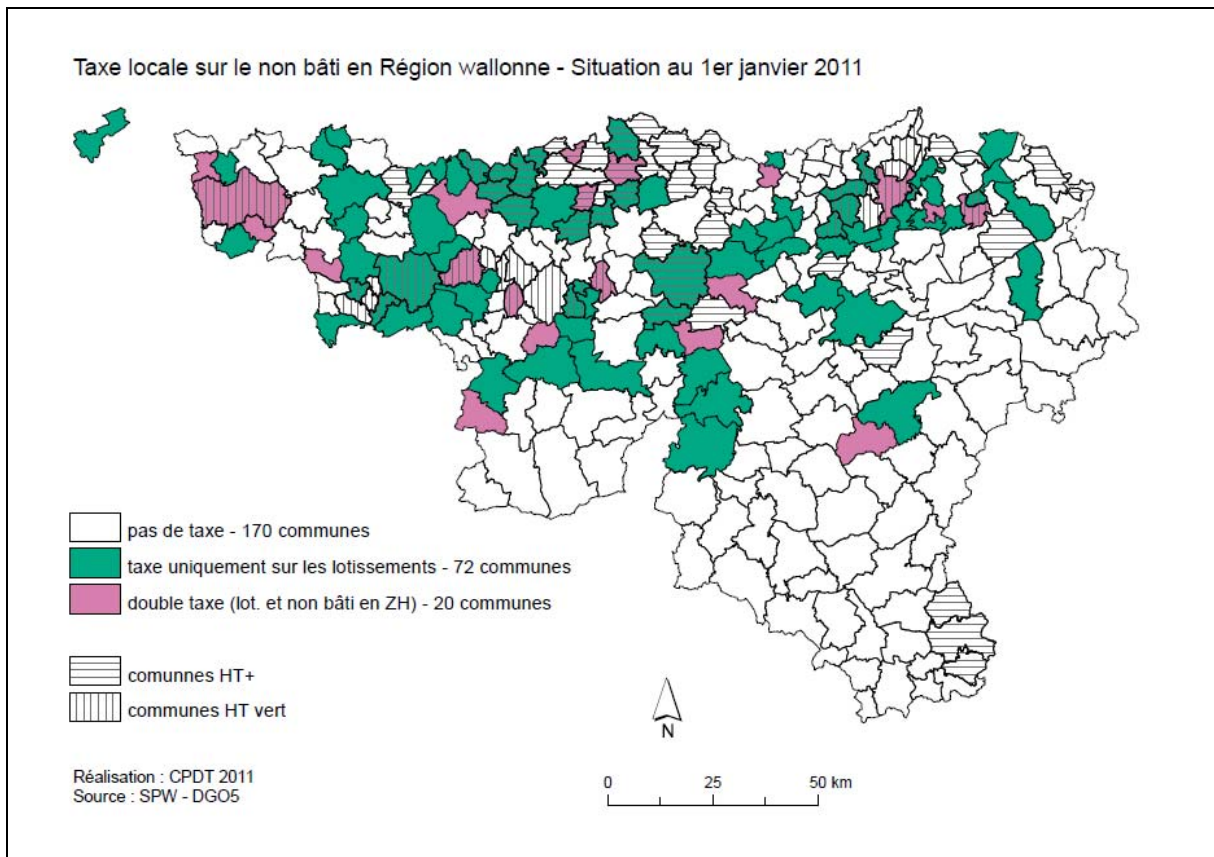 Taxe locale sur le non bâti en Région wallonne - Situation au 1er janvier 2011
pas de taxe - 170 communes
taxe uniquement sur les lotissements - 72 communes
double taxe (lot. et non bâti en ZH) - 20 communes
comunnes HT+
communes HT vert
N
Réalisation : CPDT 2011
Source : SPW - DGO5
0 25 50 km